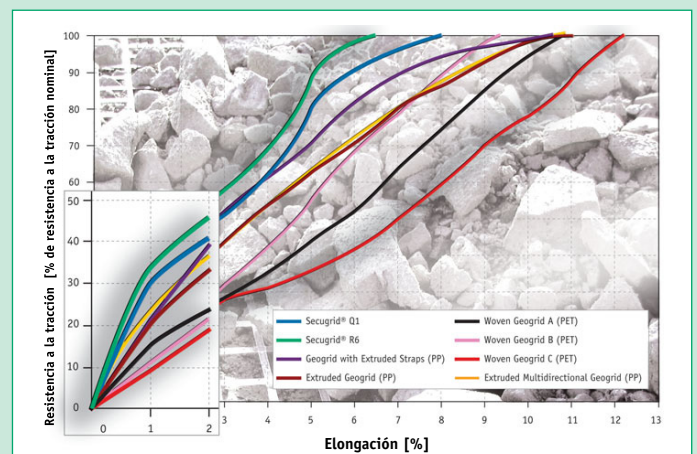 Resistencia a la tracción [% de resistencia a la tracción nominal]
100
90
80
70
60
50
40
30
20
10
0
0 1 2 3 4 5 6 7 8 9 10 11 12 13
Elongación [%]
Secugrid® Q1
Secugrid® R6
Geogrid with Extruded Straps (PP)
Extruded Geogrid (PP)
Woven Geogrid A (PET)
Woven Geogrid B (PET)
Woven Geogrid C (PET)
Extruded Multidirectional Geogrid (PP)